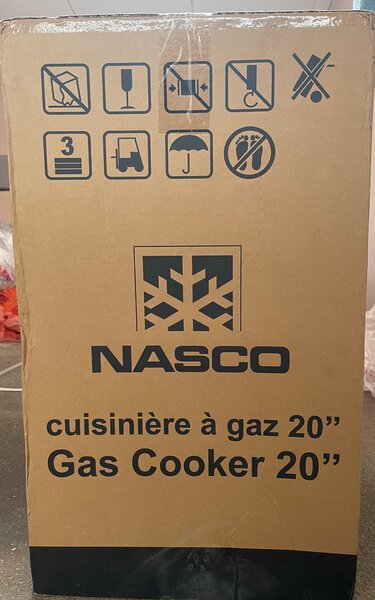 3
NASCO
cuisinière à gaz 20”
Gas Cooker 20”